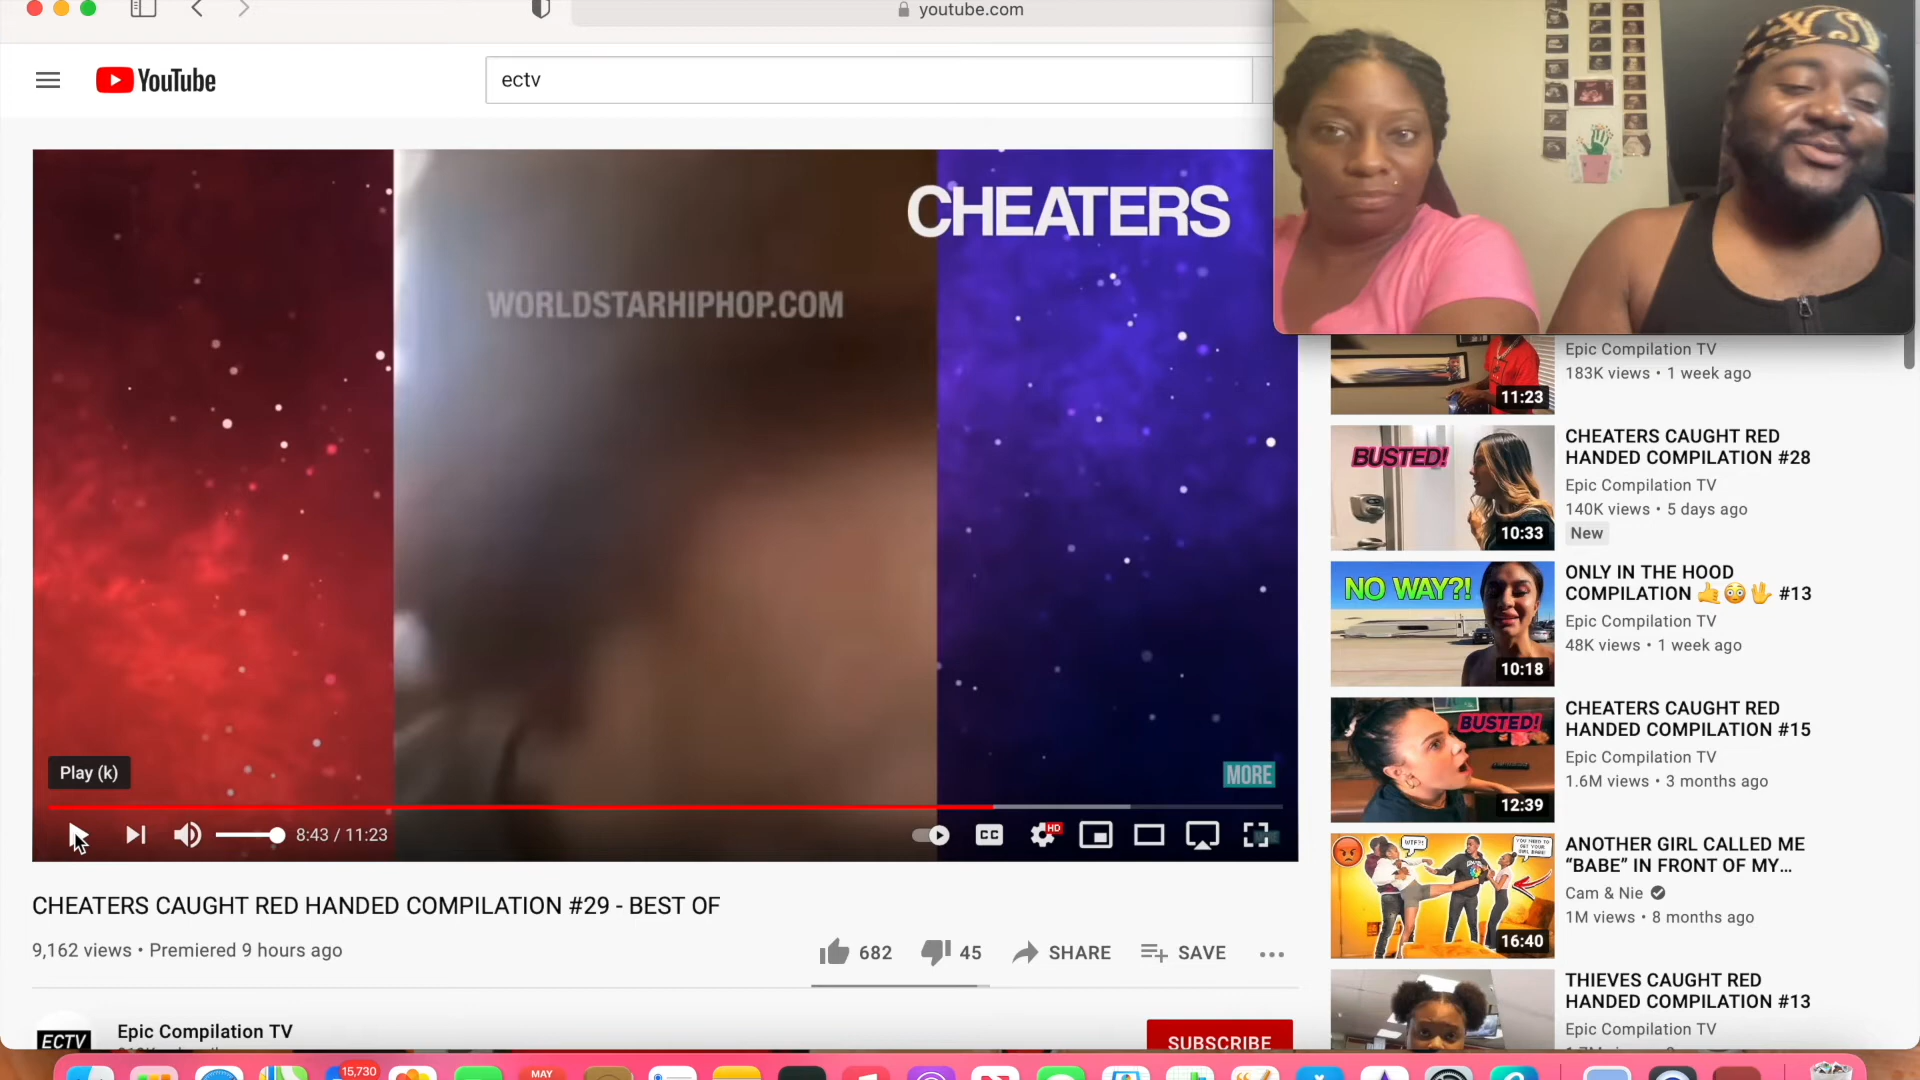 youtube.com
YouTube
ectv
CHEATERS
WORLDSTARHIPHOP.COM
MORE
Play (k)
8:43 / 11:23
CC
HD
CHEATERS CAUGHT RED HANDED COMPILATION #29 - BEST OF
9,162 views • Premiered 9 hours ago
682
45
SHARE
SAVE
ECTV
Epic Compilation TV
SUBSCRIBE
Epic Compilation TV
183K views • 1 week ago
11:23
BUSTED!
10:33
CHEATERS CAUGHT RED
HANDED COMPILATION #28
Epic Compilation TV
140K views • 5 days ago
New
NO WAY?!
10:18
ONLY IN THE HOOD
COMPILATION 🤙😳🖖 #13
Epic Compilation TV
48K views • 1 week ago
BUSTED!
12:39
CHEATERS CAUGHT RED
HANDED COMPILATION #15
Epic Compilation TV
1.6M views • 3 months ago
WTF?!
16:40
ANOTHER GIRL CALLED ME
“BABE” IN FRONT OF MY...
Cam & Nie
1M views • 8 months ago
THIEVES CAUGHT RED
HANDED COMPILATION #13
Epic Compilation TV
15,730
MAY